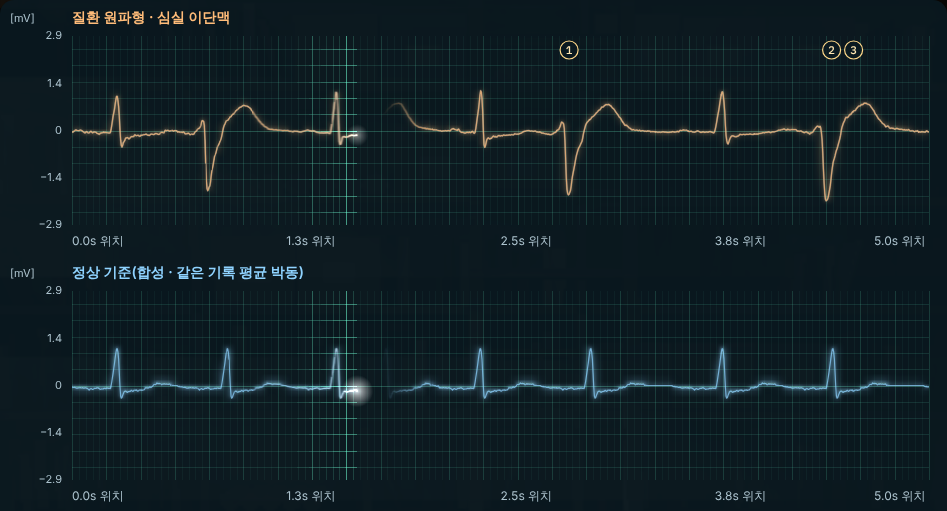 [mV] 질환 원파형 · 심실 이단맥
2.9 ① ② ③
1.4
0
−1.4
−2.9
0.0s 위치 1.3s 위치 2.5s 위치 3.8s 위치 5.0s 위치
[mV] 정상 기준(합성 · 같은 기록 평균 박동)
2.9
1.4
0
−1.4
−2.9
0.0s 위치 1.3s 위치 2.5s 위치 3.8s 위치 5.0s 위치